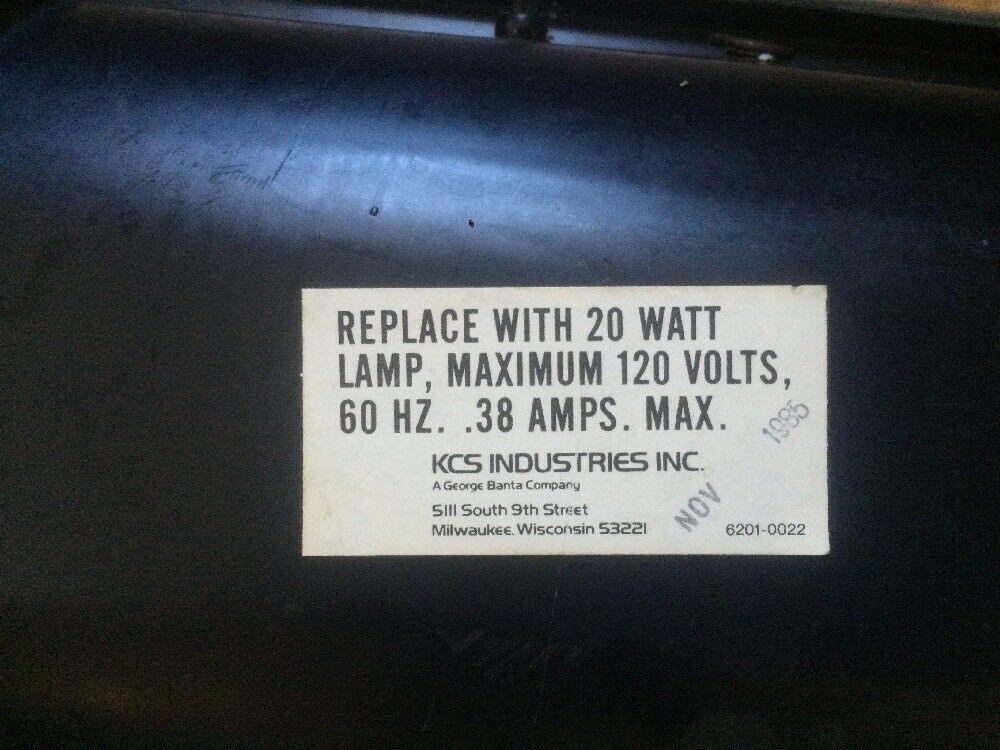 REPLACE WITH 20 WATT
LAMP, MAXIMUM 120 VOLTS,
60 HZ. .38 AMPS. MAX.
KCS INDUSTRIES INC.
A George Banta Company
5111 South 9th Street
Milwaukee, Wisconsin 53221
NOV 1985
6201-0022